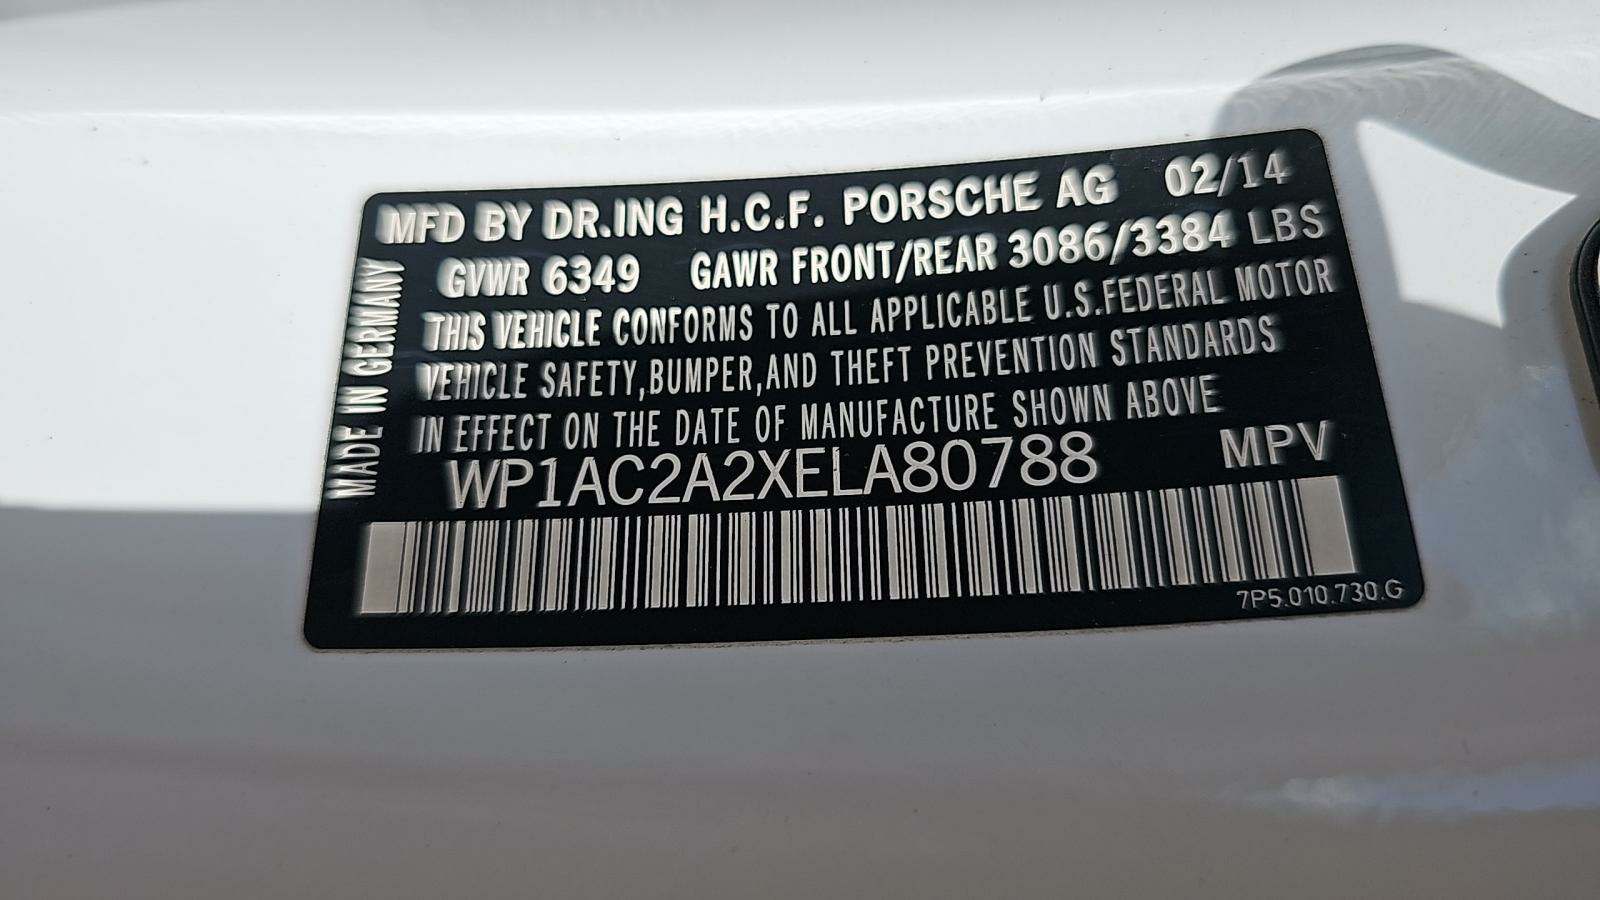 MFD BY DR.ING H.C.F. PORSCHE AG 02/14
GVWR 6349 GAWR FRONT/REAR 3086/3384 LBS
THIS VEHICLE CONFORMS TO ALL APPLICABLE U.S.FEDERAL MOTOR
VEHICLE SAFETY,BUMPER,AND THEFT PREVENTION STANDARDS
IN EFFECT ON THE DATE OF MANUFACTURE SHOWN ABOVE
WP1AC2A2XELA80788 MPV
MADE IN GERMANY
7P5.010.730.G